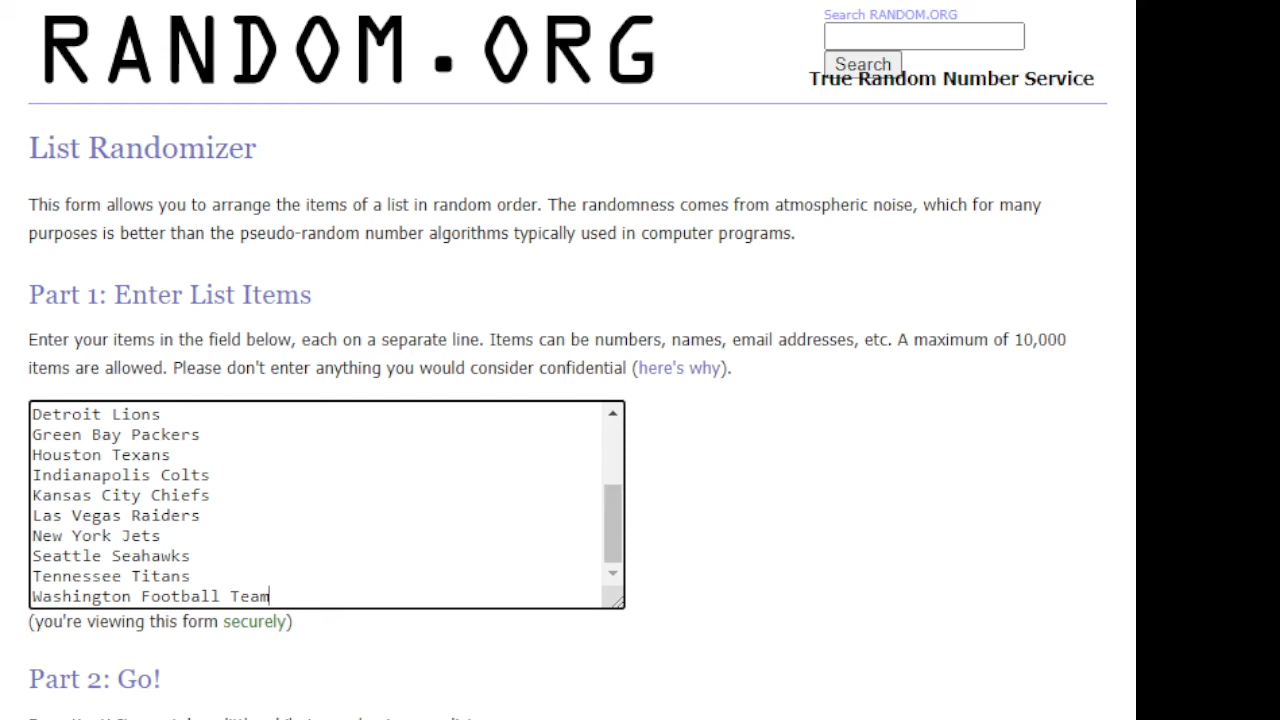 RANDOM.ORG
Search RANDOM.ORG
Search
True Random Number Service
List Randomizer
This form allows you to arrange the items of a list in random order. The randomness comes from atmospheric noise, which for many
purposes is better than the pseudo-random number algorithms typically used in computer programs.
Part 1: Enter List Items
Enter your items in the field below, each on a separate line. Items can be numbers, names, email addresses, etc. A maximum of 10,000
items are allowed. Please don't enter anything you would consider confidential (here's why).
Detroit Lions
Green Bay Packers
Houston Texans
Indianapolis Colts
Kansas City Chiefs
Las Vegas Raiders
New York Jets
Seattle Seahawks
Tennessee Titans
Washington Football Team
(you're viewing this form securely)
Part 2: Go!